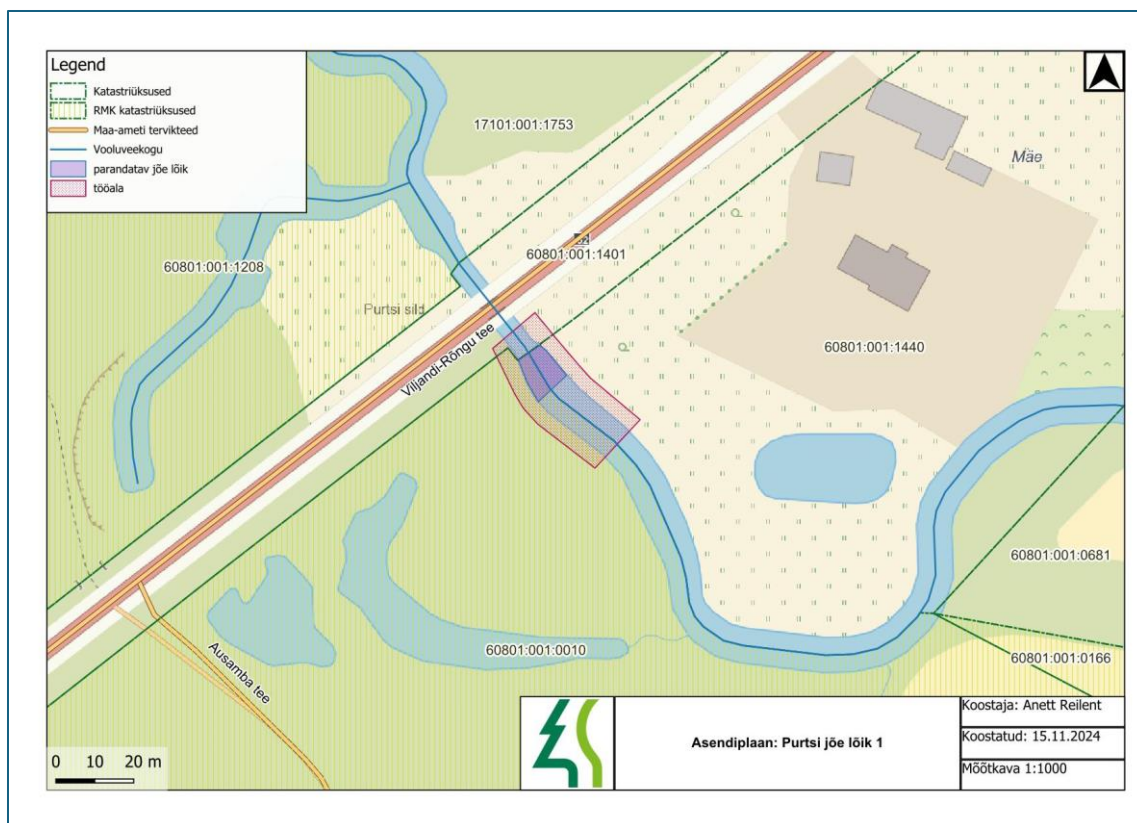 Legend
Katastriüksused
RMK katastriüksused
Maa-ameti tervikteed
Vooluveekogu
parandatav jõe lõik
tööala
17101:001:1753
Mäe
60801:001:1401
60801:001:1208
Purtsi sild
Viljandi-Rõngu tee
60801:001:1440
60801:001:0681
60801:001:0010
60801:001:0166
Ausamba tee
0 10 20 m
Asendiplaan: Purtsi jõe lõik 1
Koostaja: Anett Reilent
Koostatud: 15.11.2024
Mõõtkava 1:1000